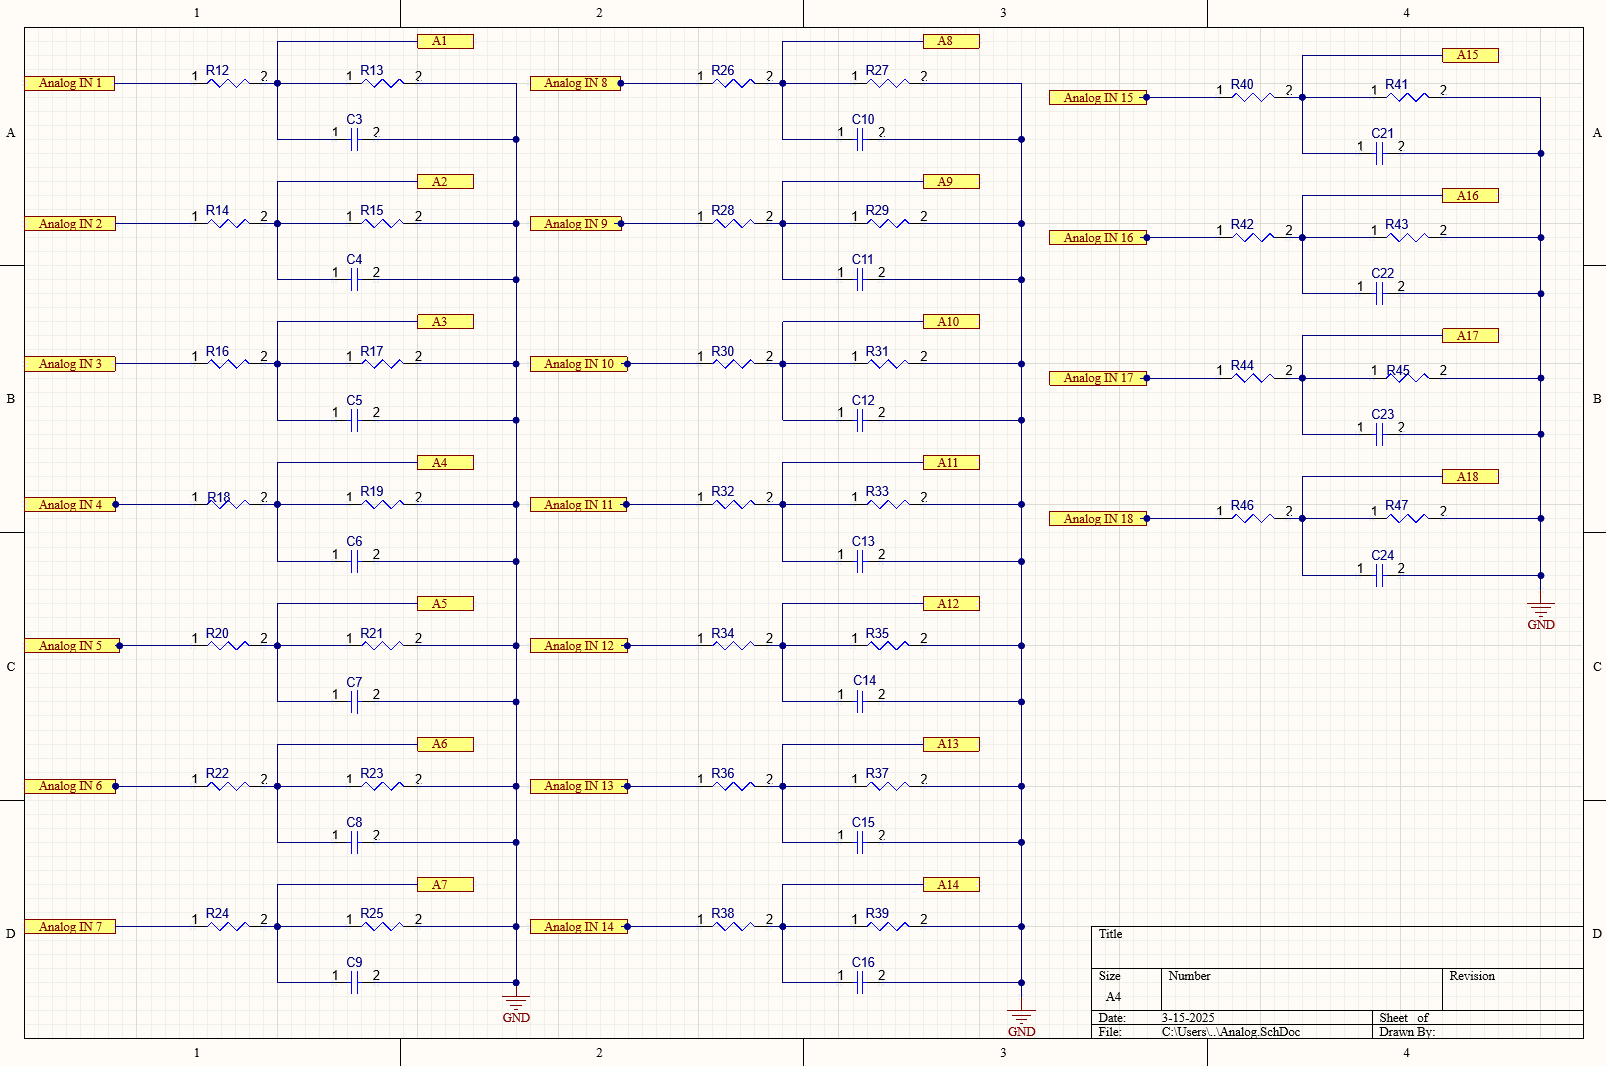 1 2 3 4
A1 A8
A15
Analog IN 1 1 R12 2 1 R13 2 Analog IN 8 1 R26 2 1 R27 2
Analog IN 15 1 R40 2 1 R41 2
1 C3 2 1 C10 2
A A
1 C21 2
A2 A9
A16
Analog IN 2 1 R14 2 1 R15 2 Analog IN 9 1 R28 2 1 R29 2
Analog IN 16 1 R42 2 1 R43 2
1 C4 2 1 C11 2
1 C22 2
A3 A10
A17
Analog IN 3 1 R16 2 1 R17 2 Analog IN 10 1 R30 2 1 R31 2
Analog IN 17 1 R44 2 1 R45 2
B B
1 C5 2 1 C12 2
1 C23 2
A4 A11
A18
Analog IN 4 1 R18 2 1 R19 2 Analog IN 11 1 R32 2 1 R33 2
Analog IN 18 1 R46 2 1 R47 2
1 C6 2 1 C13 2
1 C24 2
A5 A12
GND
Analog IN 5 1 R20 2 1 R21 2 Analog IN 12 1 R34 2 1 R35 2
C C
1 C7 2 1 C14 2
A6 A13
Analog IN 6 1 R22 2 1 R23 2 Analog IN 13 1 R36 2 1 R37 2
1 C8 2 1 C15 2
A7 A14
Analog IN 7 1 R24 2 1 R25 2 Analog IN 14 1 R38 2 1 R39 2
D D
Title
1 C9 2 1 C16 2
Size Number Revision
A4
GND
Date: 3-15-2025 Sheet of
GND
File: C:\Users\..\Analog.SchDoc Drawn By:
1 2 3 4